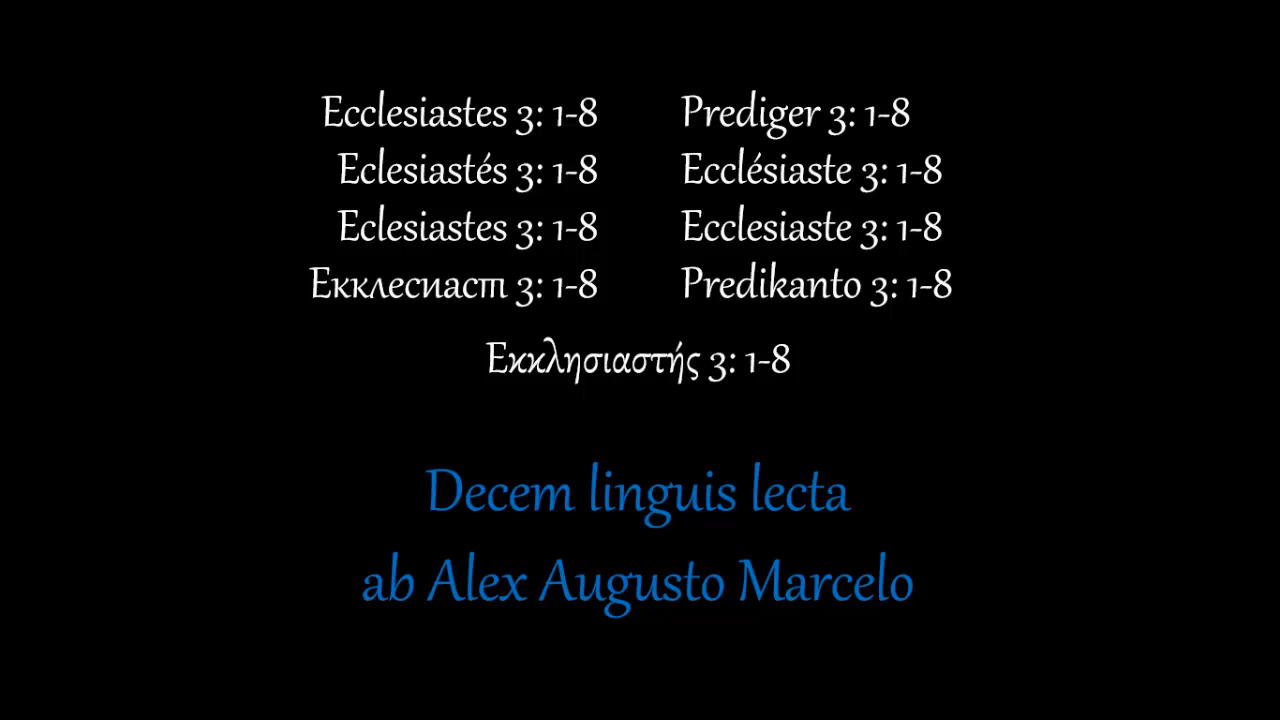 Ecclesiastes 3: 1-8 Prediger 3: 1-8
Eclesiastés 3: 1-8 Ecclésiaste 3: 1-8
Eclesiastes 3: 1-8 Ecclesiaste 3: 1-8
Екклесиаст 3: 1-8 Predikanto 3: 1-8
Εκκλησιαστής 3: 1-8
Decem linguis lecta
ab Alex Augusto Marcelo